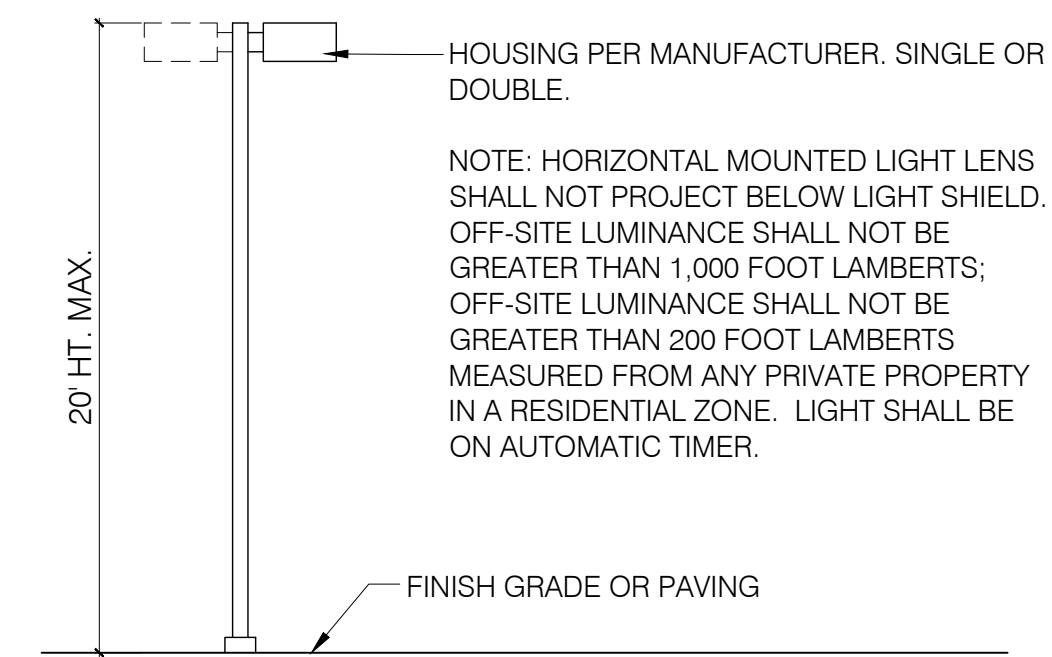 HOUSING PER MANUFACTURER. SINGLE OR
DOUBLE.
NOTE: HORIZONTAL MOUNTED LIGHT LENS
SHALL NOT PROJECT BELOW LIGHT SHIELD.
OFF-SITE LUMINANCE SHALL NOT BE
GREATER THAN 1,000 FOOT LAMBERTS;
OFF-SITE LUMINANCE SHALL NOT BE
GREATER THAN 200 FOOT LAMBERTS
MEASURED FROM ANY PRIVATE PROPERTY
IN A RESIDENTIAL ZONE.  LIGHT SHALL BE
ON AUTOMATIC TIMER.
20' HT. MAX.
FINISH GRADE OR PAVING